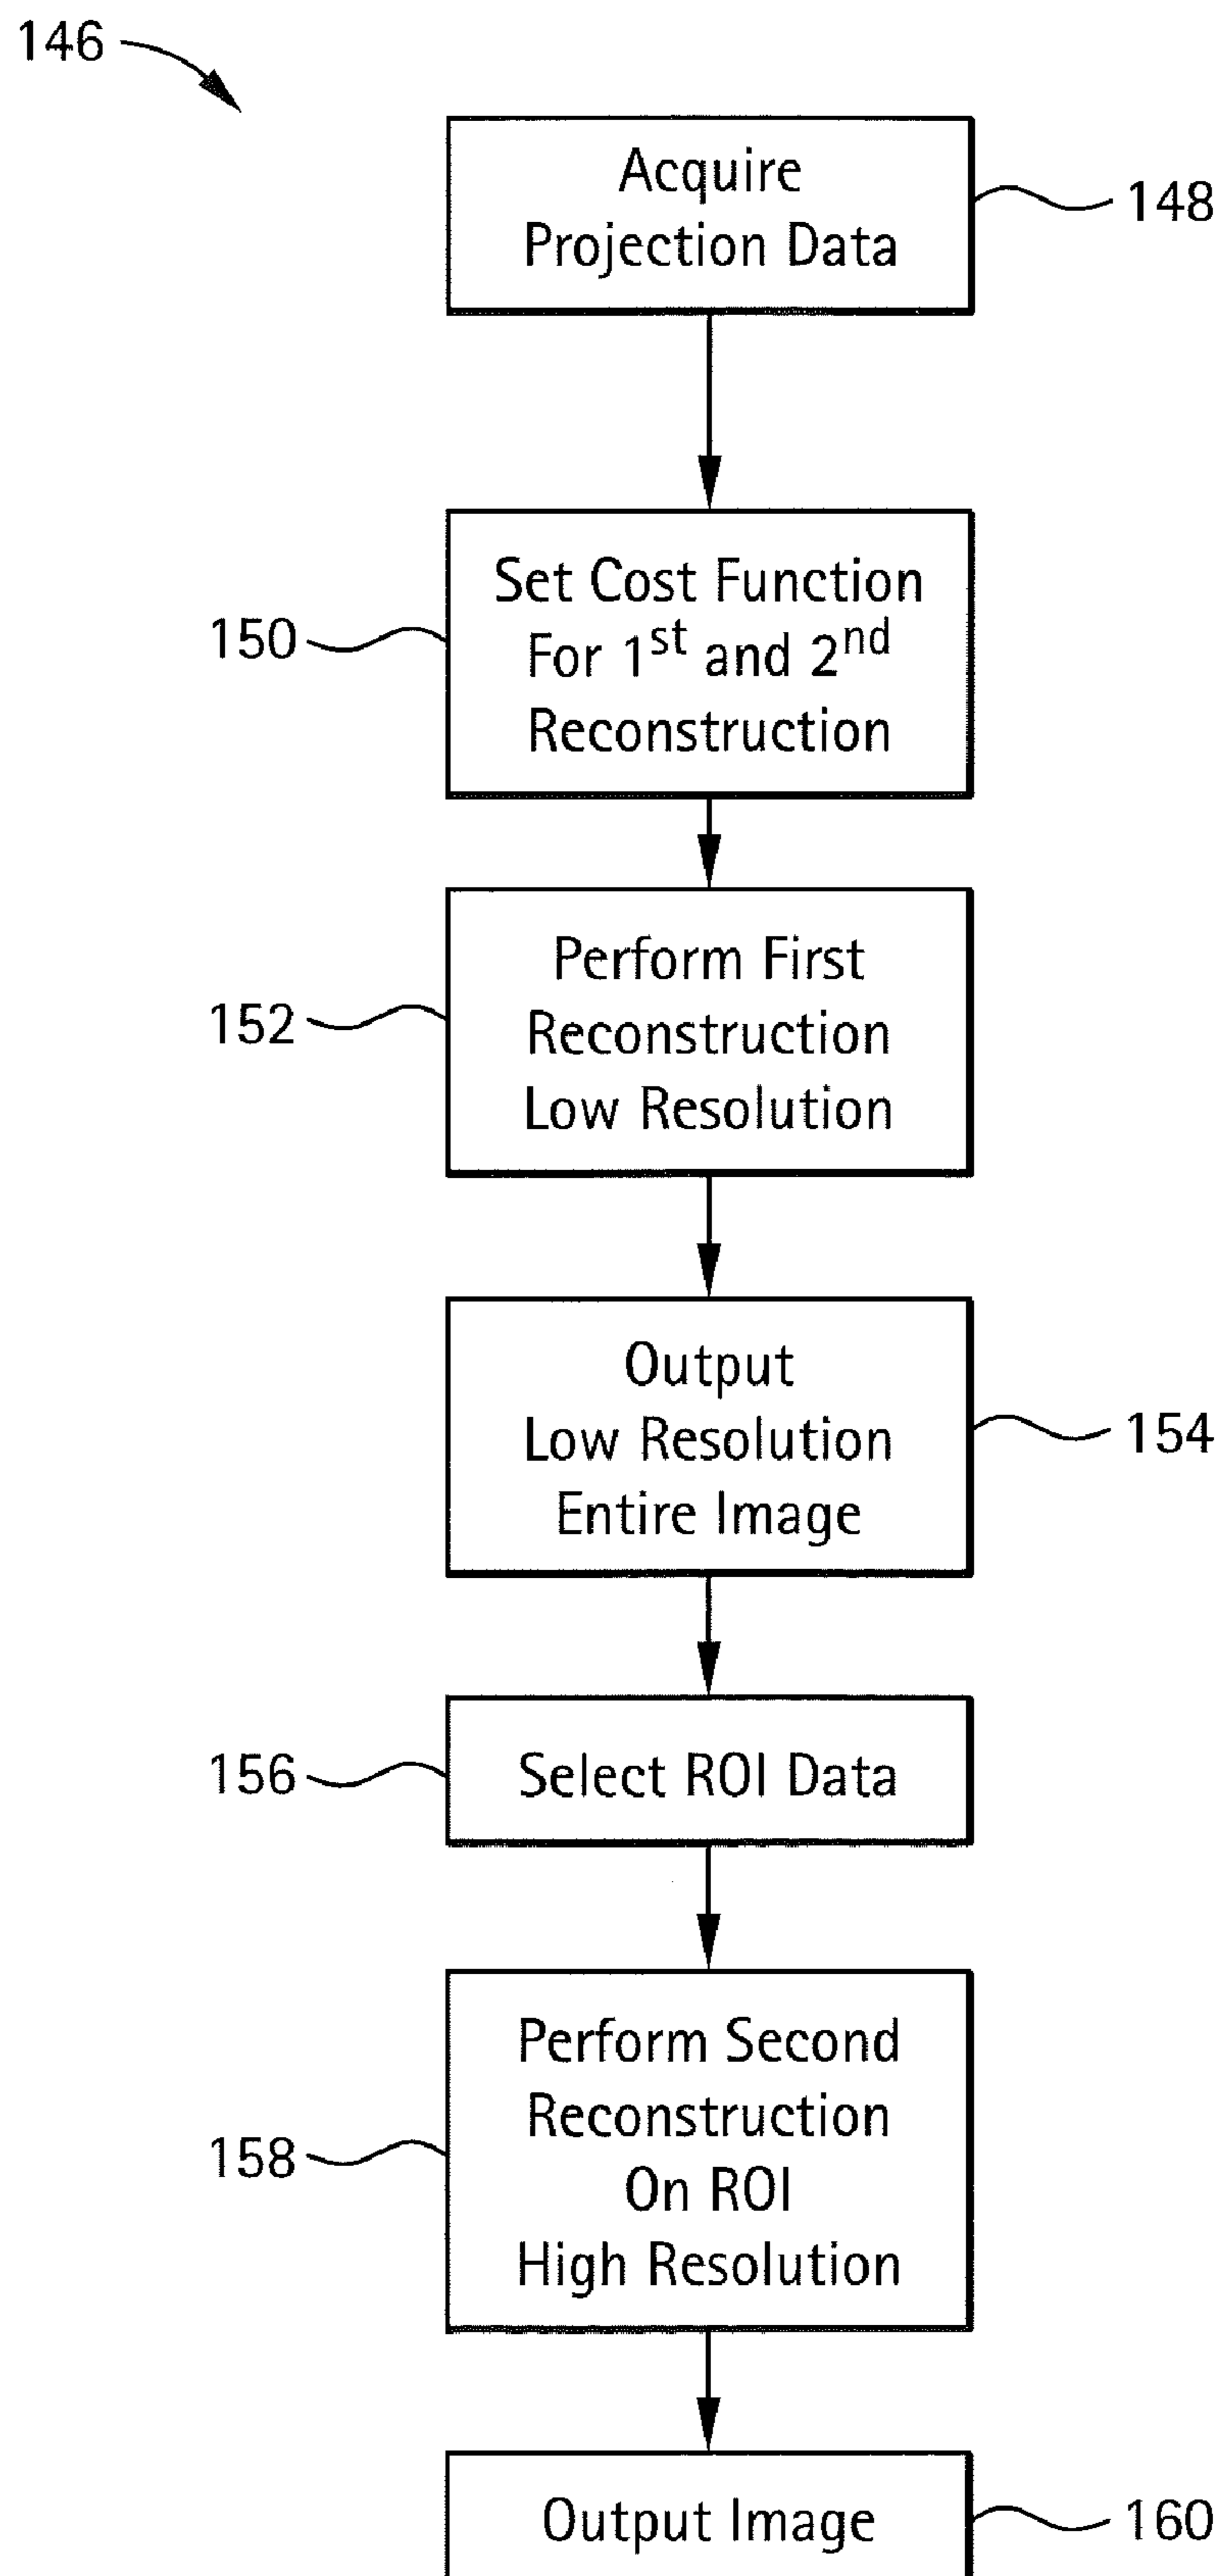 146
Acquire
Projection Data
148
Set Cost Function
For 1st and 2nd
Reconstruction
150
Perform First
Reconstruction
Low Resolution
152
Output
Low Resolution
Entire Image
154
Select ROI Data
156
Perform Second
Reconstruction
On ROI
High Resolution
158
Output Image
160